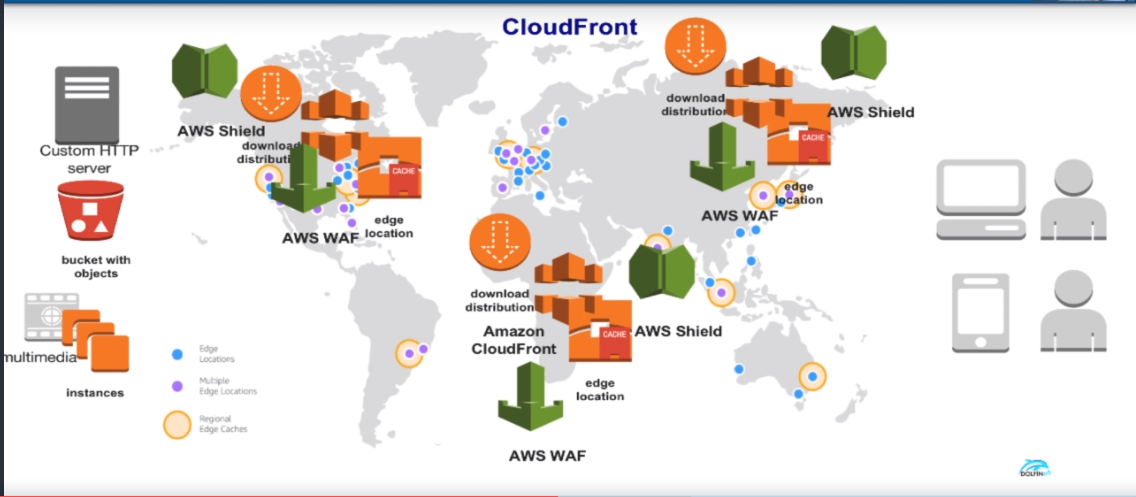 CloudFront
Custom HTTP
server
bucket with
objects
multimedia
instances
AWS Shield
download
distributi
CACHE
edge
location
AWS WAF
Edge
Locations
Multiple
Edge Locations
Regional
Edge Caches
download
distribution
Amazon
CloudFront
CACHE
edge
location
AWS Shield
AWS WAF
download
distribution
AWS Shield
CACHE
edge
location
AWS WAF
DOLFIN